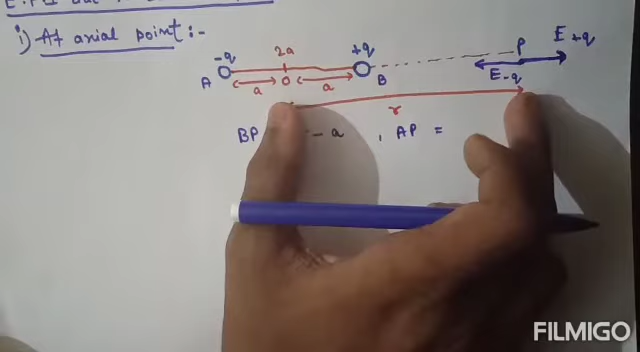 i) At axial point:-
-q 2a +q P E+q
A a O a B E-q
r
BP - a , AP =
FILMIGO